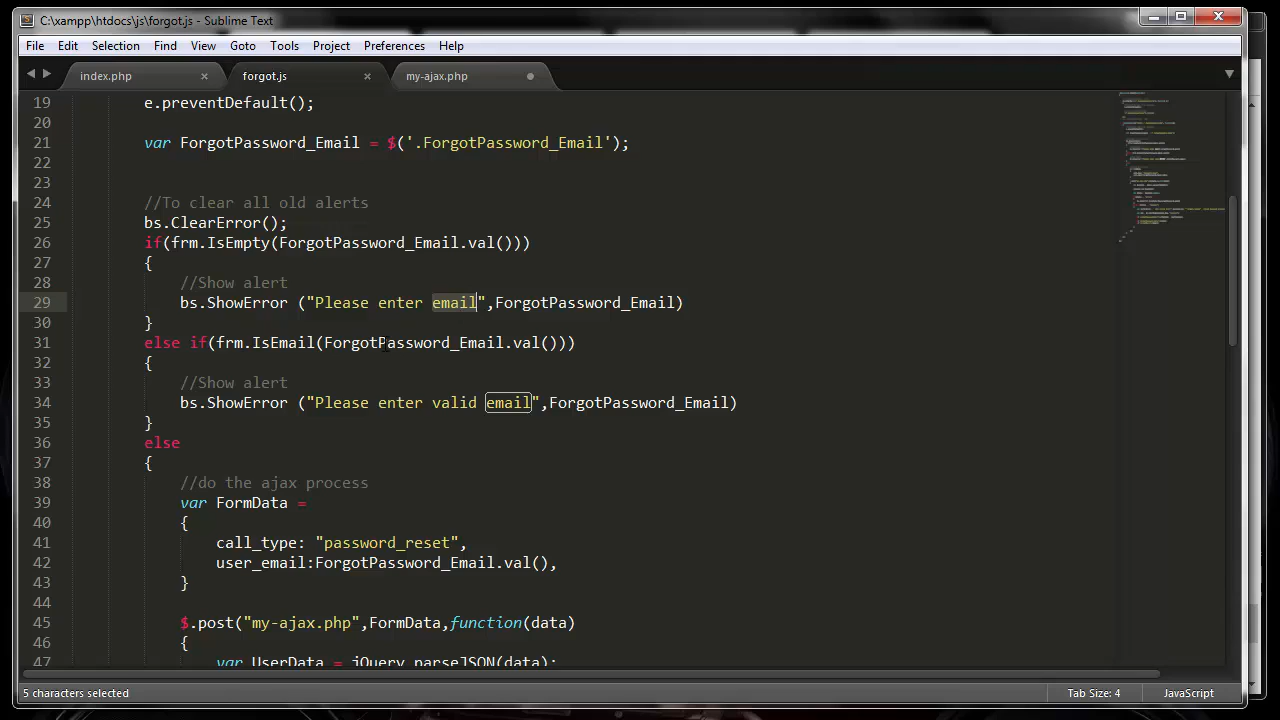 C:\xampp\htdocs\js\forgot.js - Sublime Text
File Edit Selection Find View Goto Tools Project Preferences Help
index.php forgot.js my-ajax.php
19 e.preventDefault();
20
21 var ForgotPassword_Email = $('.ForgotPassword_Email');
22
23
24 //To clear all old alerts
25 bs.ClearError();
26 if(frm.IsEmpty(ForgotPassword_Email.val()))
27 {
28 //Show alert
29 bs.ShowError ("Please enter email",ForgotPassword_Email)
30 }
31 else if(frm.IsEmail(ForgotPassword_Email.val()))
32 {
33 //Show alert
34 bs.ShowError ("Please enter valid email",ForgotPassword_Email)
35 }
36 else
37 {
38 //do the ajax process
39 var FormData =
40 {
41 call_type: "password_reset",
42 user_email:ForgotPassword_Email.val(),
43 }
44
45 $.post("my-ajax.php",FormData,function(data)
46 {
47 var UserData = jQuery.parseJSON(data);
5 characters selected Tab Size: 4 JavaScript